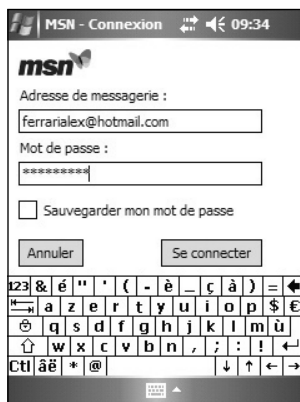 MSN - Connexion 09:34
msn
Adresse de messagerie :
ferrarialex@hotmail.com
Mot de passe :
*********
Sauvegarder mon mot de passe
Annuler Se connecter
123 & é " ' ( - è _ ç à ) =
a z e r t y u i o p $ €
q s d f g h j k l m ù
w x c v b n , ; : !
Ctl âë * @